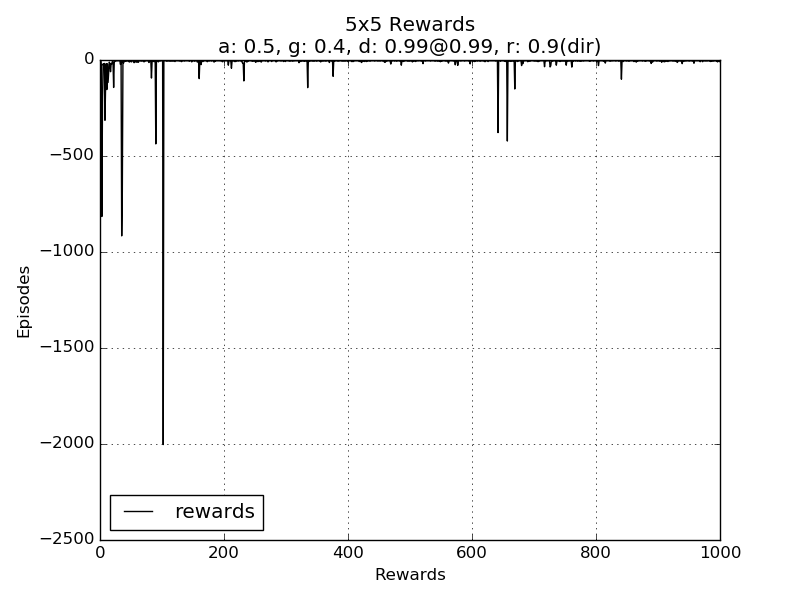 5x5 Rewards
a: 0.5, g: 0.4, d: 0.99@0.99, r: 0.9(dir)
0
−500
−1000
−1500
−2000
−2500
Episodes
rewards
0 200 400 600 800 1000
Rewards